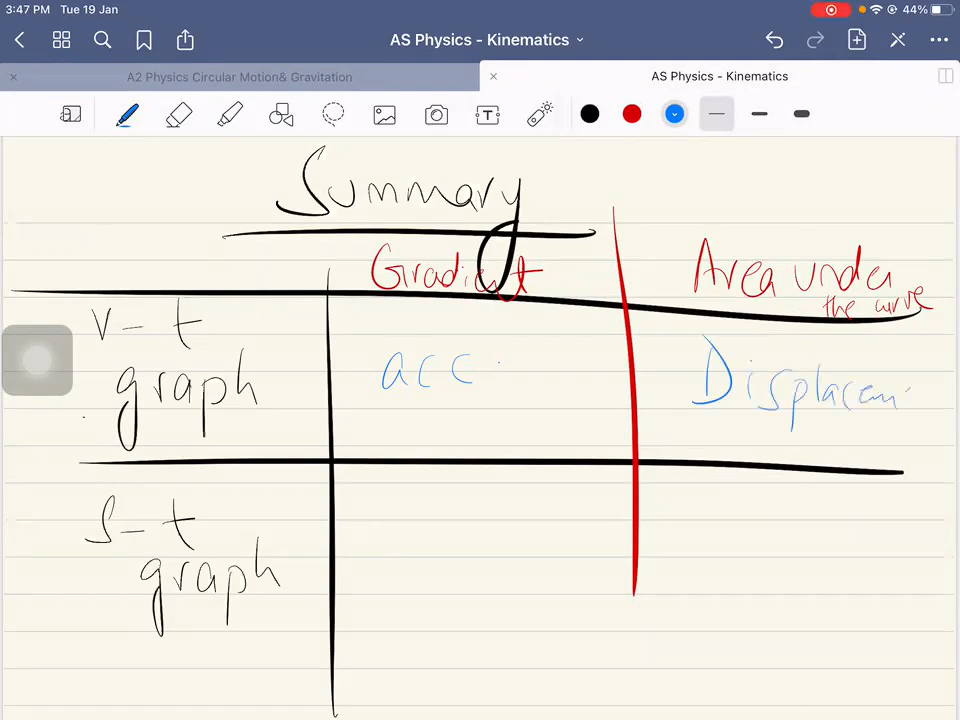 3:47 PM Tue 19 Jan 44%
AS Physics - Kinematics
A2 Physics Circular Motion& Gravitation
AS Physics - Kinematics
T
Summary
Gradient
Area under
the curve
v - t
graph
acc
Displacem
s - t
graph